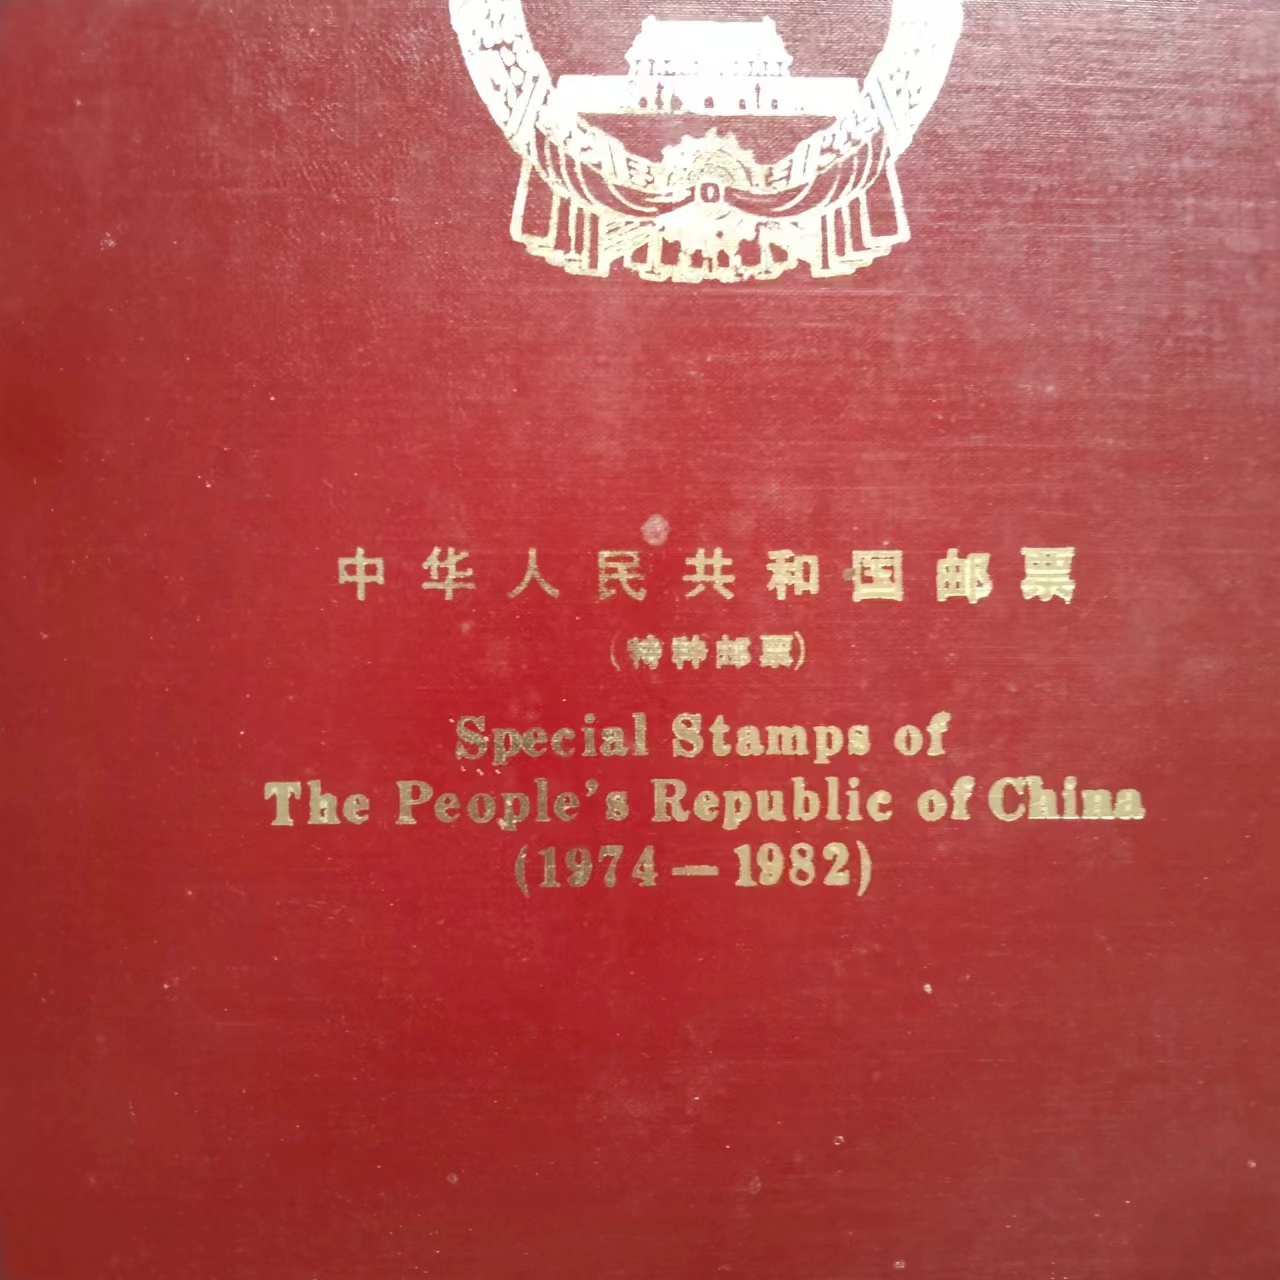 中华人民共和国邮票
(特种邮票)
Special Stamps of
The People's Republic of China
(1974—1982)